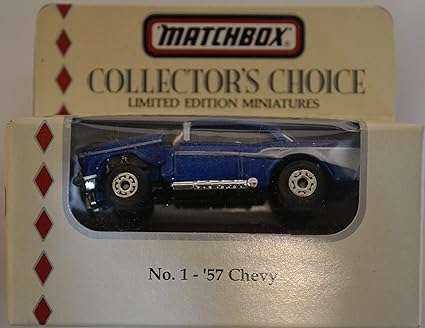 MATCHBOX
COLLECTOR'S CHOICE
LIMITED EDITION MINIATURES
No. 1 - '57 Chevy